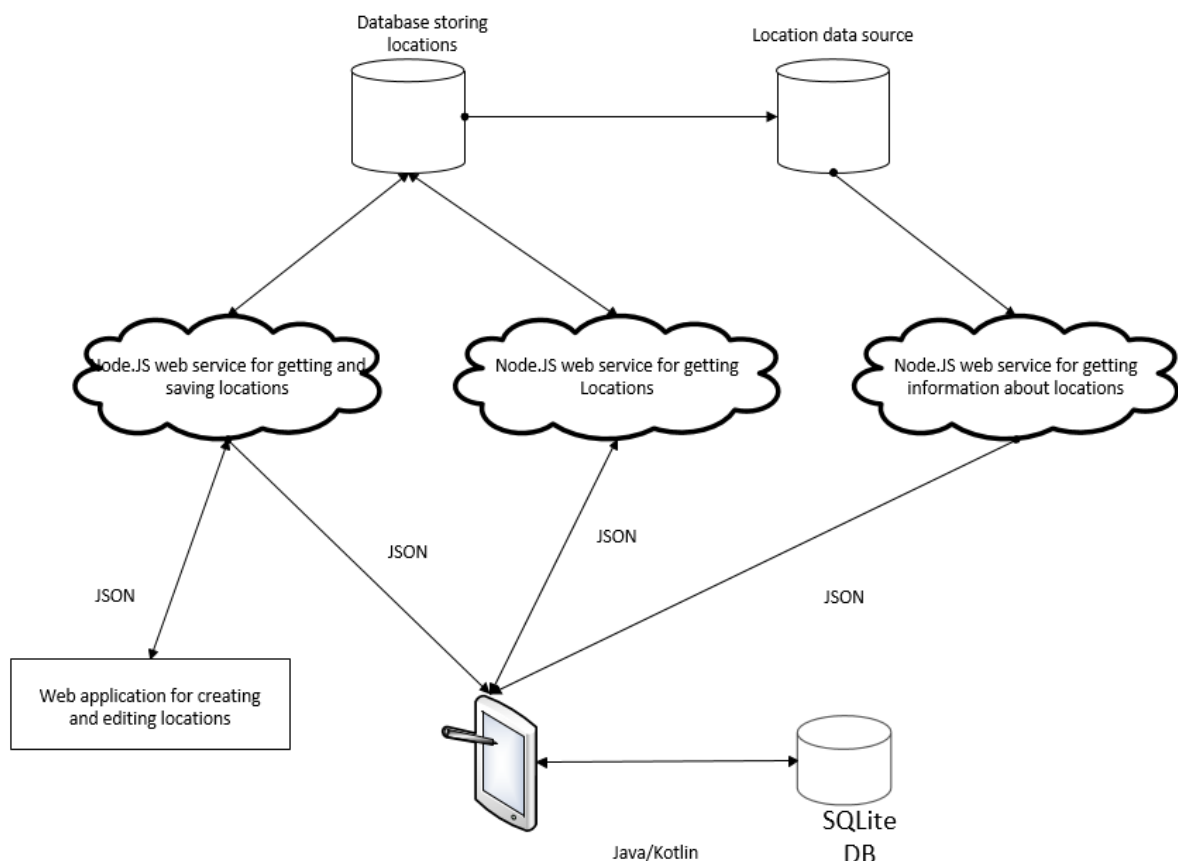 Database storing
locations
Location data source
Node.JS web service for getting and
saving locations
Node.JS web service for getting
Locations
Node.JS web service for getting
information about locations
JSON
JSON
JSON
JSON
Web application for creating
and editing locations
SQLite
DB
Java/Kotlin